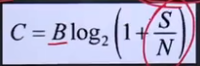 C = B log₂ (1 + S/N)